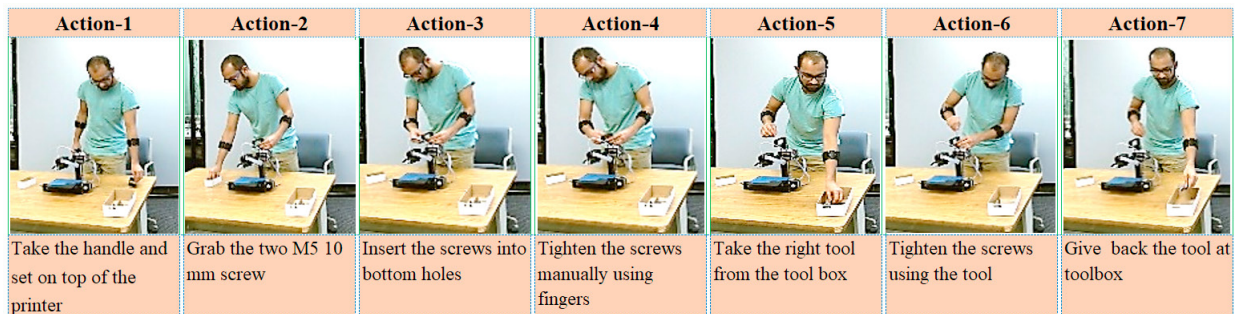 Action-1
Action-2
Action-3
Action-4
Action-5
Action-6
Action-7
Take the handle and
set on top of the
printer
Grab the two M5 10
mm screw
Insert the screws into
bottom holes
Tighten the screws
manually using
fingers
Take the right tool
from the tool box
Tighten the screws
using the tool
Give back the tool at
toolbox